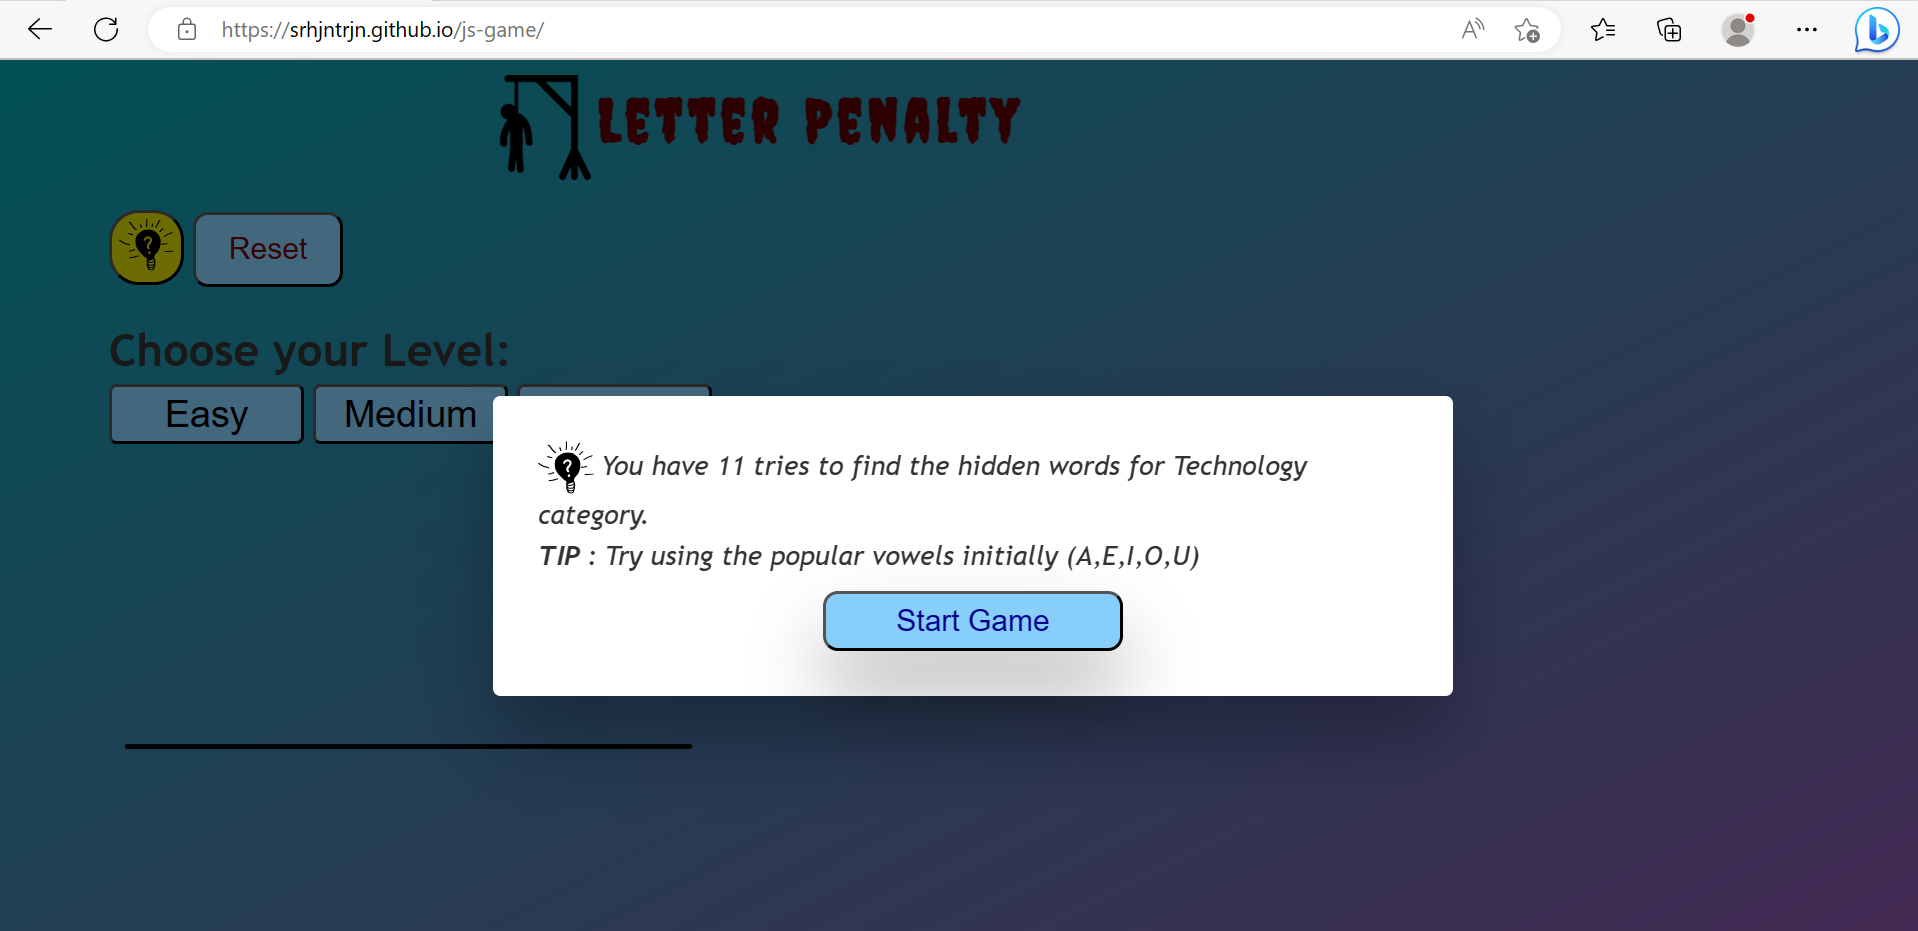 https://srhjntrjn.github.io/js-game/
LETTER PENALTY
Reset
Choose your Level:
Easy Medium
You have 11 tries to find the hidden words for Technology
category.
TIP : Try using the popular vowels initially (A,E,I,O,U)
Start Game